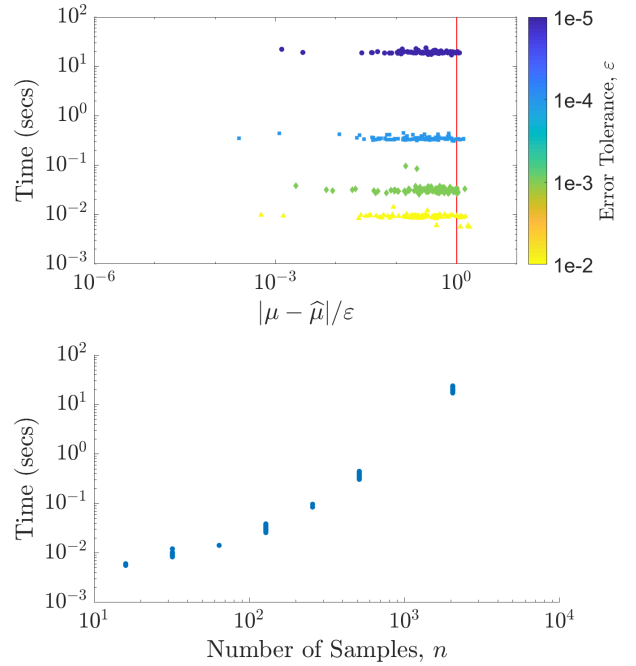 10^2
10^1
10^0
10^-1
10^-2
10^-3
Time (secs)
10^-6
10^-3
10^0
|μ − μ̂|/ε
1e-5
1e-4
1e-3
1e-2
Error Tolerance, ε
10^2
10^1
10^0
10^-1
10^-2
10^-3
Time (secs)
10^1
10^2
10^3
10^4
Number of Samples, n